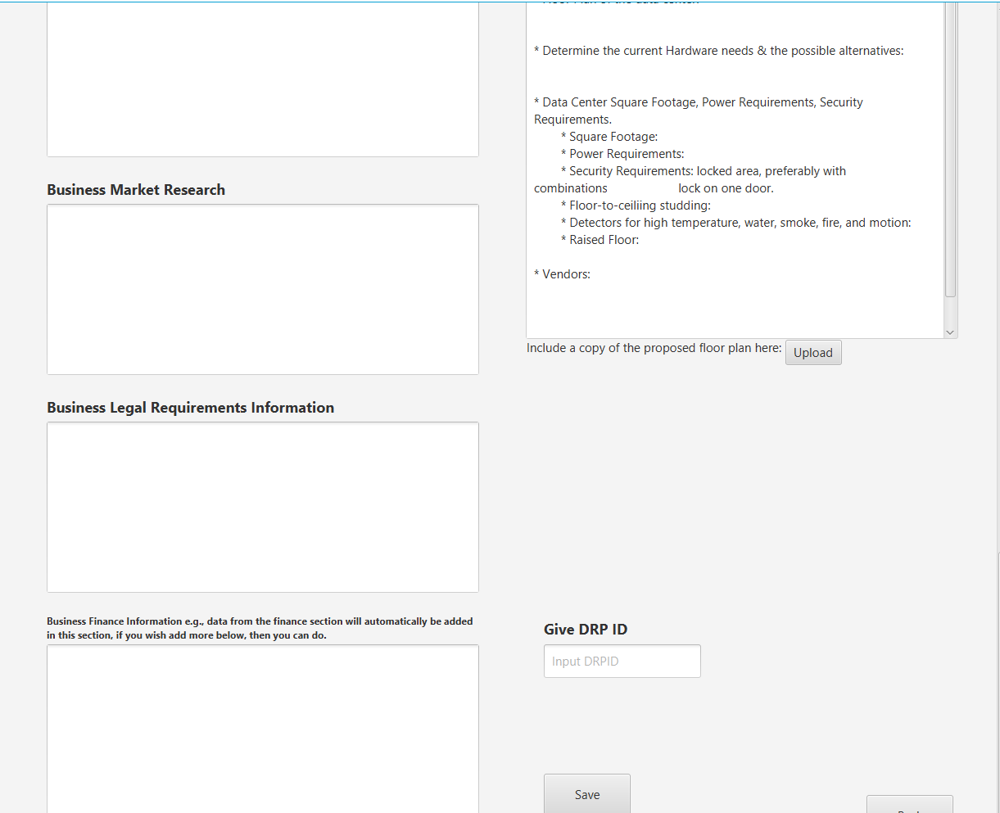 * Determine the current Hardware needs & the possible alternatives:
* Data Center Square Footage, Power Requirements, Security
Requirements.
* Square Footage:
* Power Requirements:
* Security Requirements: locked area, preferably with
combinations lock on one door.
* Floor-to-ceiliing studding:
* Detectors for high temperature, water, smoke, fire, and motion:
* Raised Floor:
* Vendors:
Include a copy of the proposed floor plan here:
Upload
Business Market Research
Business Legal Requirements Information
Business Finance Information e.g., data from the finance section will automatically be added
in this section, if you wish add more below, then you can do.
Give DRP ID
Input DRPID
Save